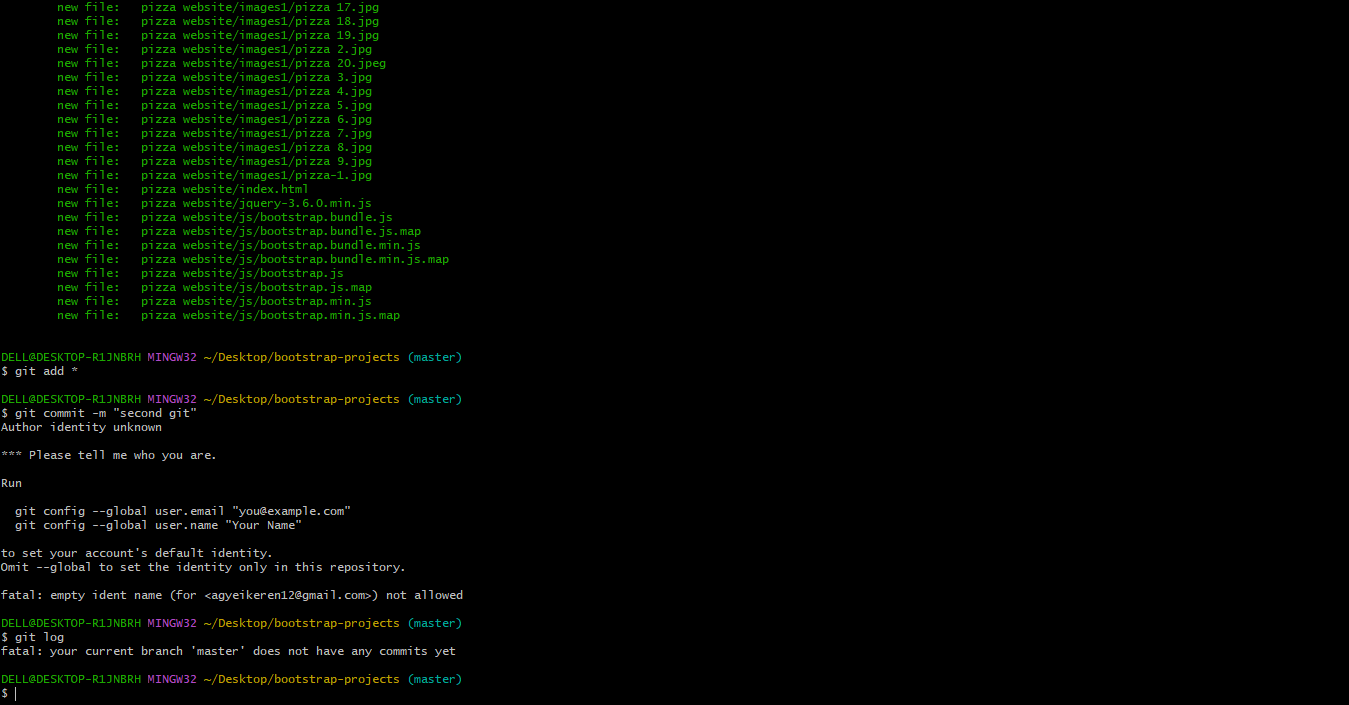 new file:   pizza website/images1/pizza 17.jpg
new file:   pizza website/images1/pizza 18.jpg
new file:   pizza website/images1/pizza 19.jpg
new file:   pizza website/images1/pizza 2.jpg
new file:   pizza website/images1/pizza 20.jpeg
new file:   pizza website/images1/pizza 3.jpg
new file:   pizza website/images1/pizza 4.jpg
new file:   pizza website/images1/pizza 5.jpg
new file:   pizza website/images1/pizza 6.jpg
new file:   pizza website/images1/pizza 7.jpg
new file:   pizza website/images1/pizza 8.jpg
new file:   pizza website/images1/pizza 9.jpg
new file:   pizza website/images1/pizza-1.jpg
new file:   pizza website/index.html
new file:   pizza website/jquery-3.6.0.min.js
new file:   pizza website/js/bootstrap.bundle.js
new file:   pizza website/js/bootstrap.bundle.js.map
new file:   pizza website/js/bootstrap.bundle.min.js
new file:   pizza website/js/bootstrap.bundle.min.js.map
new file:   pizza website/js/bootstrap.js
new file:   pizza website/js/bootstrap.js.map
new file:   pizza website/js/bootstrap.min.js
new file:   pizza website/js/bootstrap.min.js.map
DELL@DESKTOP-R1JNBRH MINGW32 ~/Desktop/bootstrap-projects (master)
$ git add *
DELL@DESKTOP-R1JNBRH MINGW32 ~/Desktop/bootstrap-projects (master)
$ git commit -m "second git"
Author identity unknown
*** Please tell me who you are.
Run
git config --global user.email "you@example.com"
git config --global user.name "Your Name"
to set your account's default identity.
Omit --global to set the identity only in this repository.
fatal: empty ident name (for <agyeikeren12@gmail.com>) not allowed
DELL@DESKTOP-R1JNBRH MINGW32 ~/Desktop/bootstrap-projects (master)
$ git log
fatal: your current branch 'master' does not have any commits yet
DELL@DESKTOP-R1JNBRH MINGW32 ~/Desktop/bootstrap-projects (master)
$